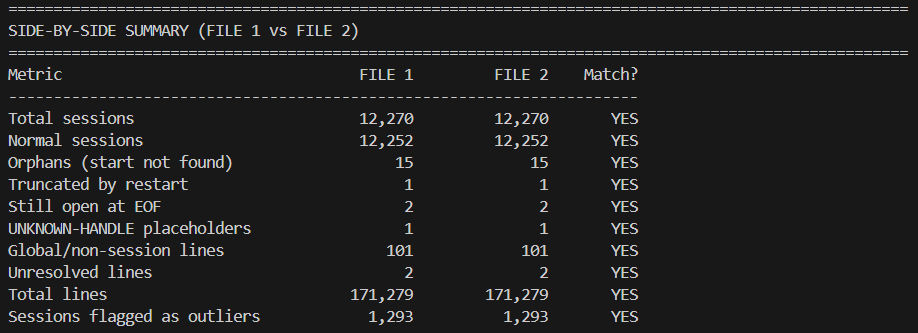 ====================================================================================================
SIDE-BY-SIDE SUMMARY (FILE 1 vs FILE 2)
====================================================================================================
Metric                                 FILE 1         FILE 2    Match?
----------------------------------------------------------------------
Total sessions                         12,270         12,270       YES
Normal sessions                        12,252         12,252       YES
Orphans (start not found)                  15             15       YES
Truncated by restart                        1              1       YES
Still open at EOF                           2              2       YES
UNKNOWN-HANDLE placeholders                 1              1       YES
Global/non-session lines                  101            101       YES
Unresolved lines                            2              2       YES
Total lines                           171,279        171,279       YES
Sessions flagged as outliers            1,293          1,293       YES